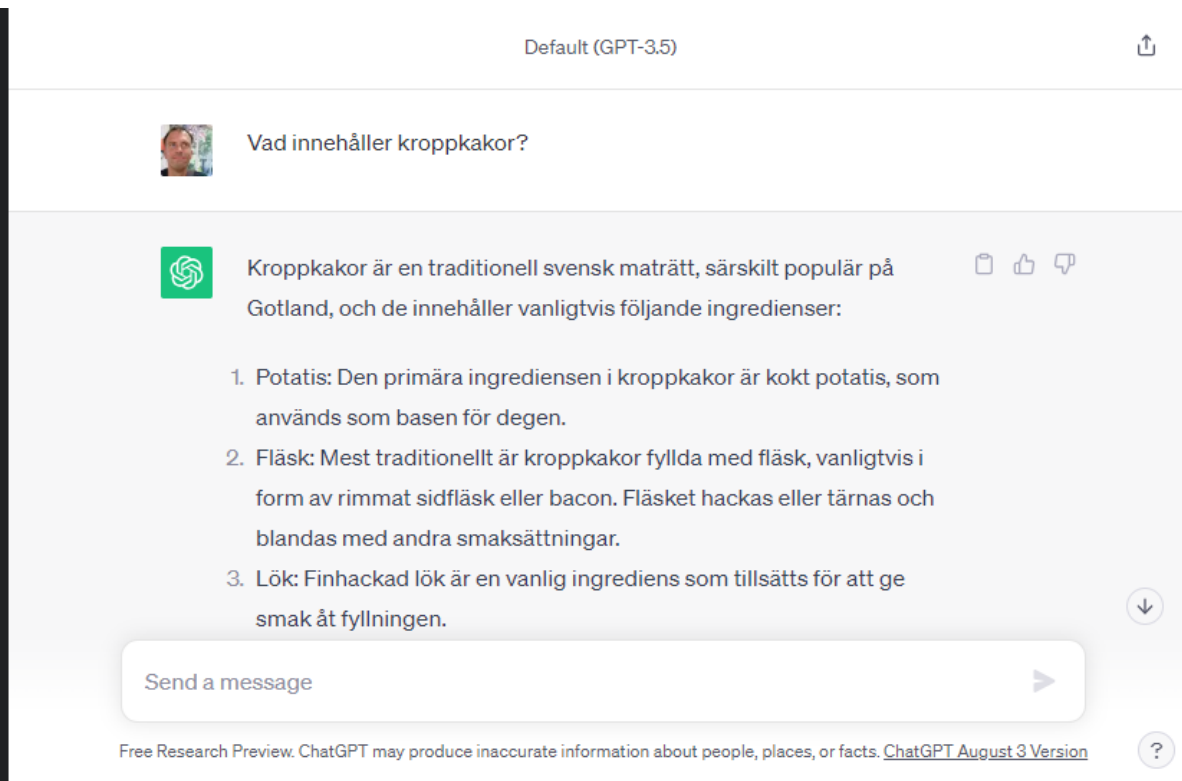 Default (GPT-3.5)
Vad innehåller kroppkakor?
Kroppkakor är en traditionell svensk maträtt, särskilt populär på
Gotland, och de innehåller vanligtvis följande ingredienser:
1. Potatis: Den primära ingrediensen i kroppkakor är kokt potatis, som
används som basen för degen.
2. Fläsk: Mest traditionellt är kroppkakor fyllda med fläsk, vanligtvis i
form av rimmat sidfläsk eller bacon. Fläsket hackas eller tärnas och
blandas med andra smaksättningar.
3. Lök: Finhackad lök är en vanlig ingrediens som tillsätts för att ge
smak åt fyllningen.
Send a message
Free Research Preview. ChatGPT may produce inaccurate information about people, places, or facts. ChatGPT August 3 Version
?